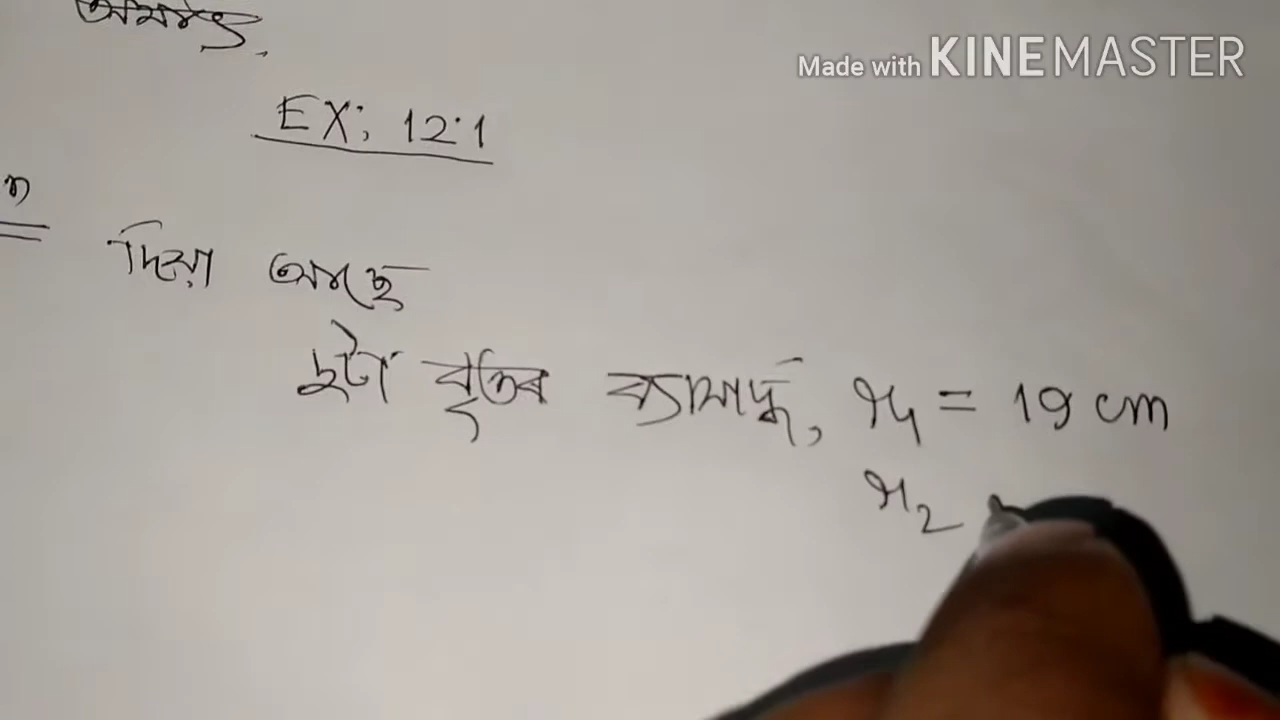 Made with KINEMASTER
EX; 12.1
n
দিয়া আছে
দুটা বৃত্তৰ ব্যাসাৰ্দ্ধ, r₁ = 19 cm
r₂